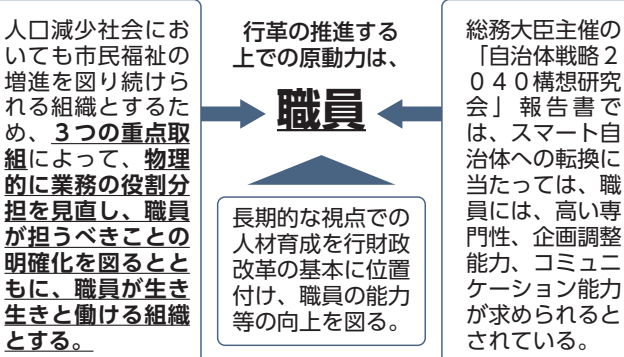 人口減少社会にお
いても市民福祉の
増進を図り続けら
れる組織とするた
め、３つの重点取
組によって、物理
的に業務の役割分
担を見直し、職員
が担うべきことの
明確化を図るとと
もに、職員が生き
生きと働ける組織
とする。
行革の推進する
上での原動力は、
職員
長期的な視点での
人材育成を行財政
改革の基本に位置
付け、職員の能力
等の向上を図る。
総務大臣主催の
「自治体戦略２
０４０構想研究
会」報告書で
は、スマート自
治体への転換に
当たっては、職
員には、高い専
門性、企画調整
能力、コミュニ
ケーション能力
が求められると
されている。